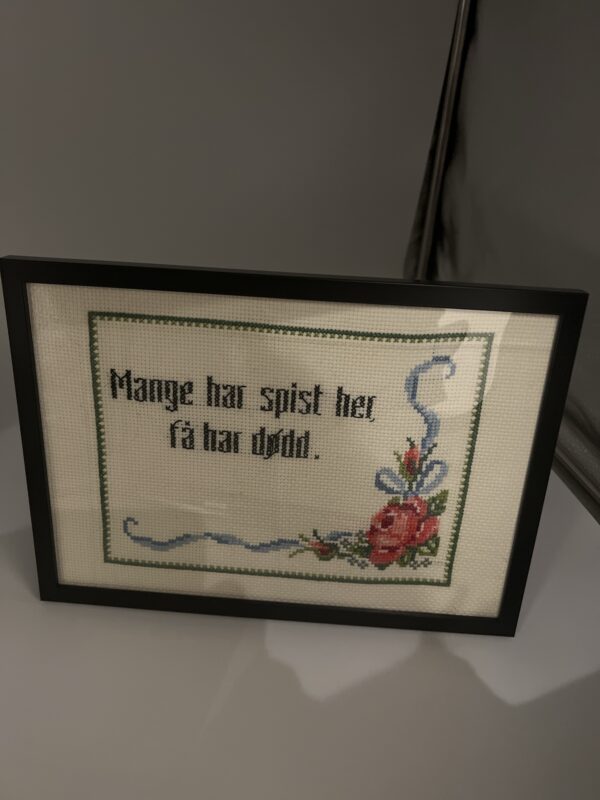 Mange har spist her,
få har dødd.